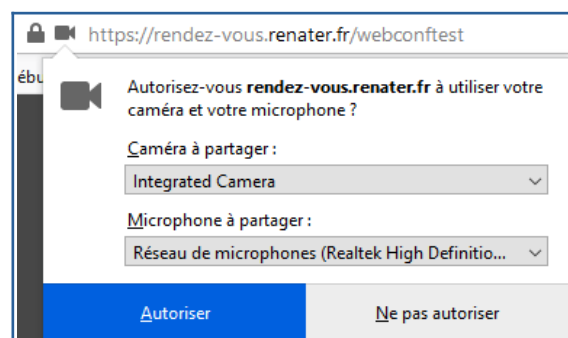 https://rendez-vous.renater.fr/webconftest
ébu
Autorisez-vous rendez-vous.renater.fr à utiliser votre
caméra et votre microphone ?
Caméra à partager :
Integrated Camera
Microphone à partager :
Réseau de microphones (Realtek High Definitio...
Autoriser
Ne pas autoriser